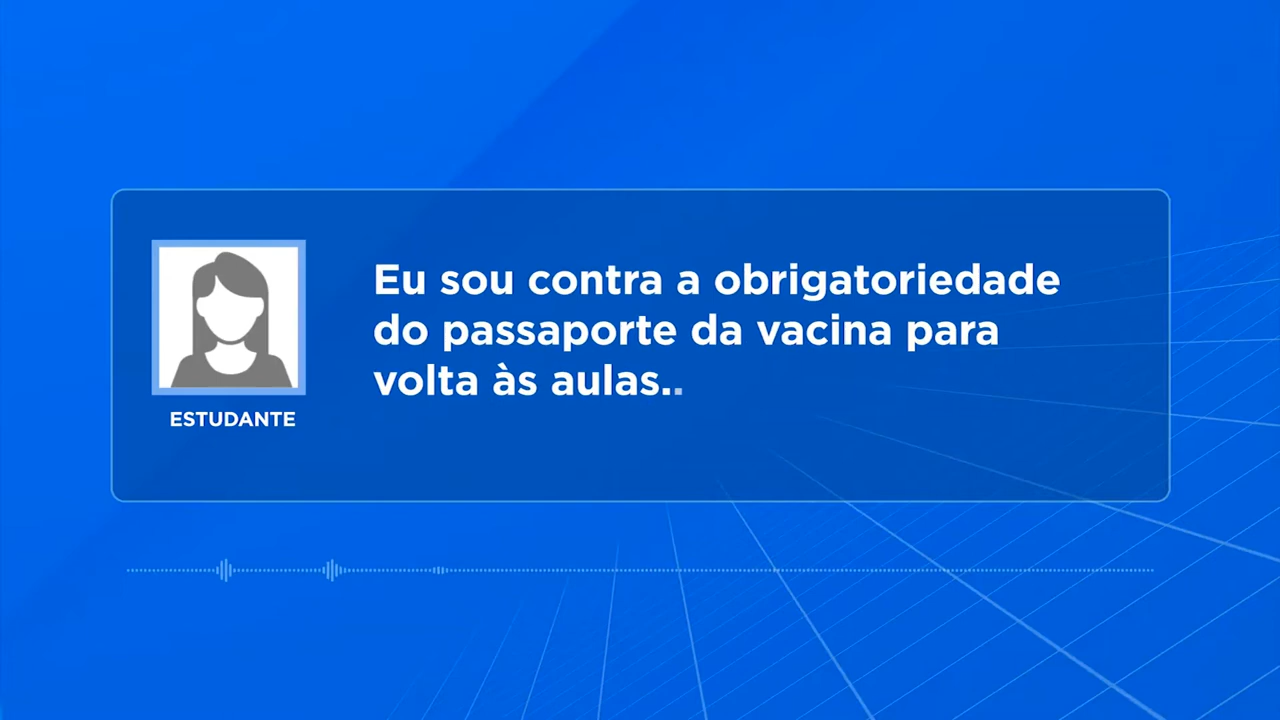 Eu sou contra a obrigatoriedade
do passaporte da vacina para
volta às aulas..
ESTUDANTE